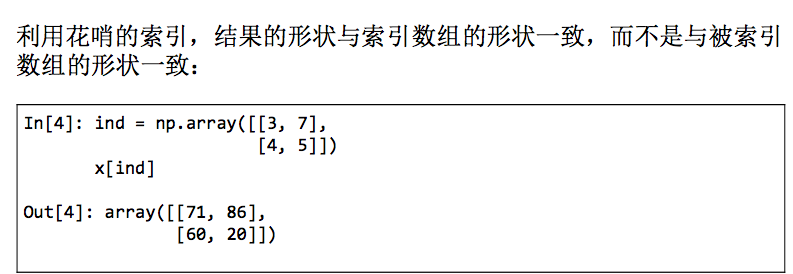 利用花哨的索引，结果的形状与索引数组的形状一致，而不是与被索引
数组的形状一致：
In[4]: ind = np.array([[3, 7],
                       [4, 5]])
       x[ind]
Out[4]: array([[71, 86],
               [60, 20]])